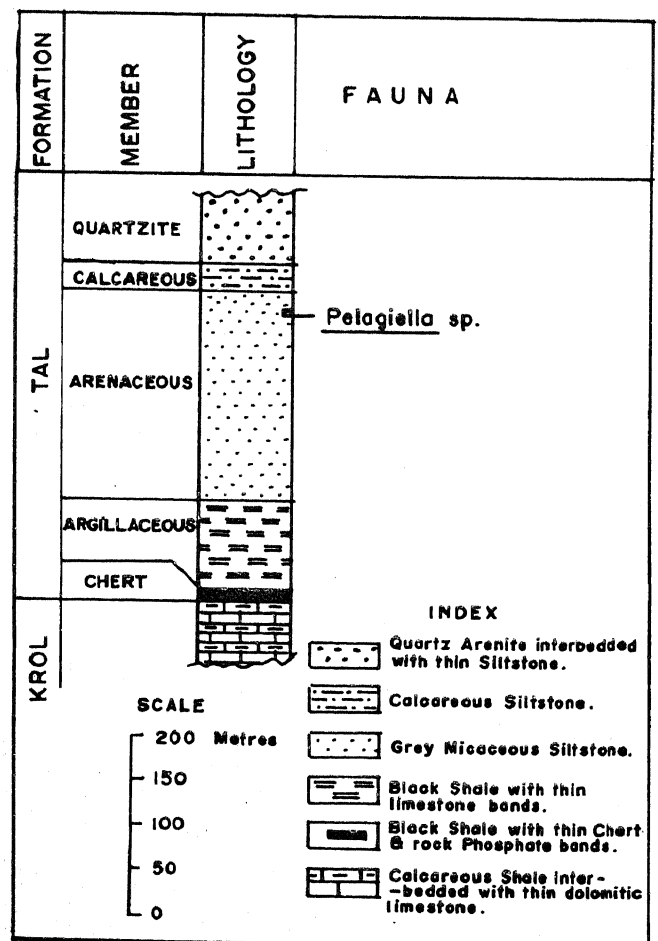 FORMATION
MEMBER
LITHOLOGY
FAUNA
TAL
QUARTZITE
CALCAREOUS
ARENACEOUS
Pelagiella sp.
ARGILLACEOUS
CHERT
KROL
SCALE
200 Metres
150
100
50
0
INDEX
Quartz Arenite interbedded
with thin Siltstone.
Calcareous Siltstone.
Grey Micaceous Siltstone.
Black Shale with thin
limestone bands.
Black Shale with thin Chert
& rock Phosphate bands.
Calcareous Shale inter-
-bedded with thin dolomitic
limestone.